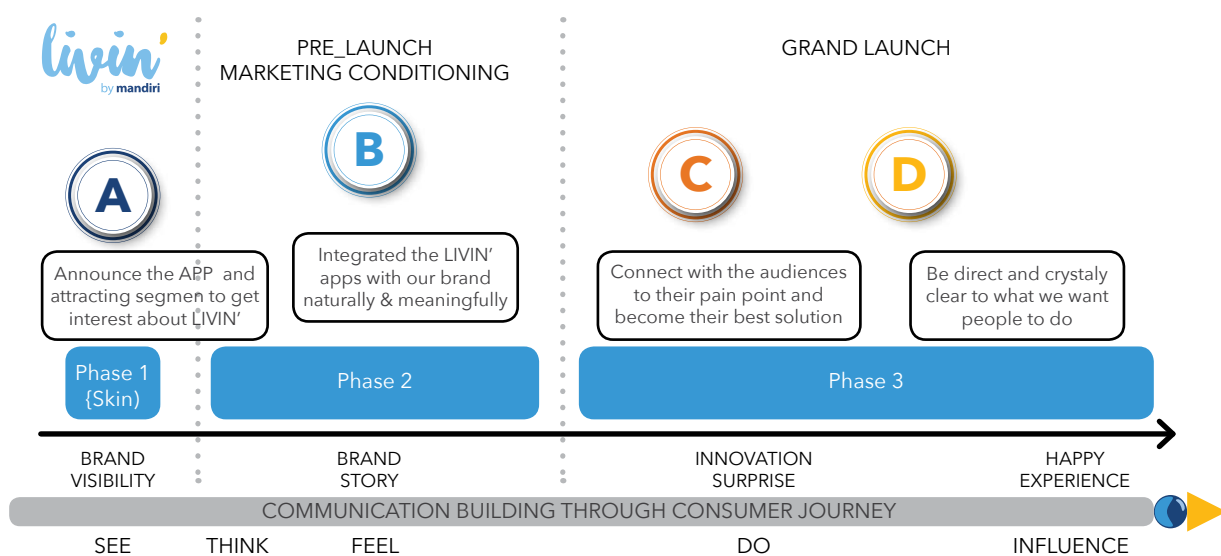 livin'
by mandiri
PRE_LAUNCH
MARKETING CONDITIONING
GRAND LAUNCH
A
B
C
D
Announce the APP and
attracting segmen to get
interest about LIVIN'
Integrated the LIVIN'
apps with our brand
naturally & meaningfully
Connect with the audiences
to their pain point and
become their best solution
Be direct and crystaly
clear to what we want
people to do
Phase 1
{Skin)
Phase 2
Phase 3
BRAND
VISIBILITY
BRAND
STORY
INNOVATION
SURPRISE
HAPPY
EXPERIENCE
COMMUNICATION BUILDING THROUGH CONSUMER JOURNEY
SEE
THINK
FEEL
DO
INFLUENCE